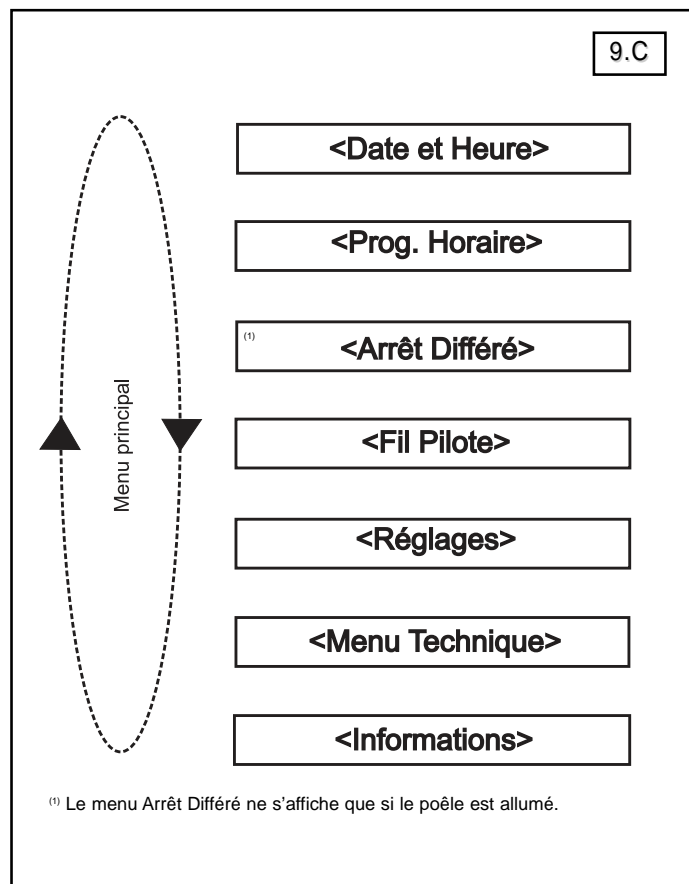 9.C
<Date et Heure>
<Prog. Horaire>
(1) <Arrêt Différé>
Menu principal
<Fil Pilote>
<Réglages>
<Menu Technique>
<Informations>
(1) Le menu Arrêt Différé ne s’affiche que si le poêle est allumé.